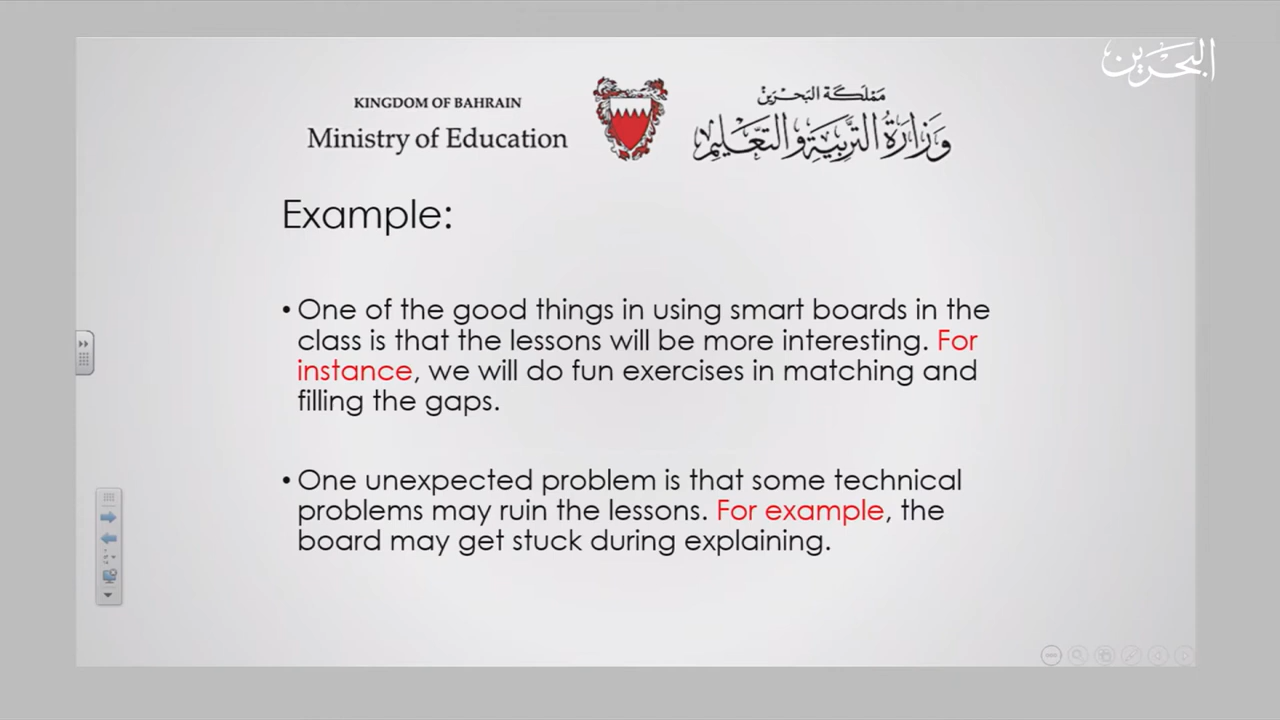 البحرين
KINGDOM OF BAHRAIN
Ministry of Education
مملكة البحرين
وزارة التربية والتعليم
Example:
• One of the good things in using smart boards in the
class is that the lessons will be more interesting. For
instance, we will do fun exercises in matching and
filling the gaps.
• One unexpected problem is that some technical
problems may ruin the lessons. For example, the
board may get stuck during explaining.